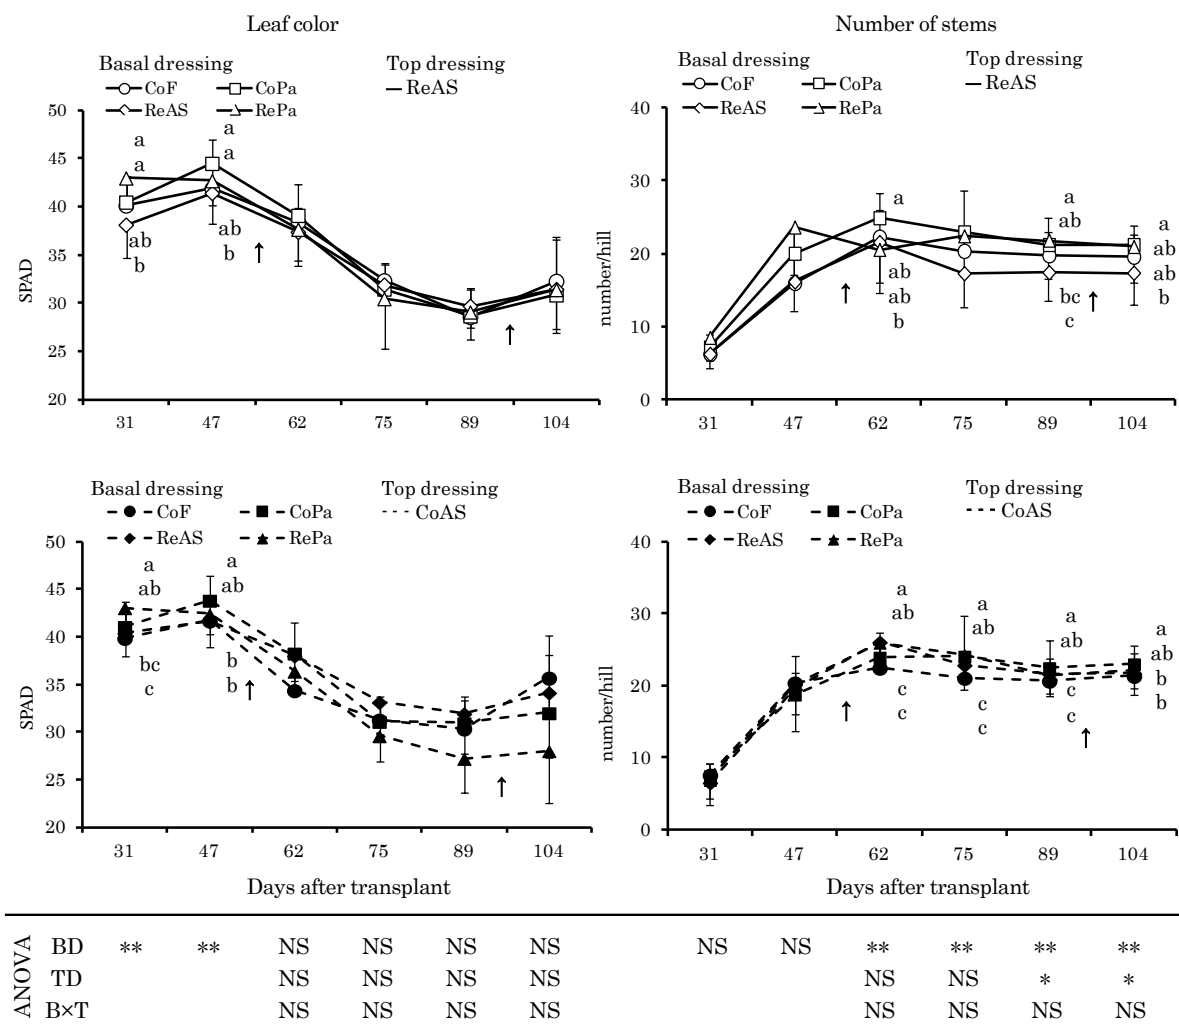 Leaf color
Basal dressing
Top dressing
CoF
CoPa
ReAS
ReAS
RePa
50
45
40
35
30
25
20
SPAD
a
a
a
a
ab
b
ab
b
↑
↑
31 47 62 75 89 104
Number of stems
Basal dressing
Top dressing
CoF
CoPa
ReAS
ReAS
RePa
40
30
20
10
0
number/hill
a
ab
ab
b
a
ab
bc
c
a
ab
ab
b
↑
↑
31 47 62 75 89 104
Basal dressing
Top dressing
CoF
CoPa
CoAS
ReAS
RePa
50
45
40
35
30
25
20
SPAD
a
ab
bc
c
a
ab
b
b
↑
↑
31 47 62 75 89 104
Days after transplant
Basal dressing
Top dressing
CoF
CoPa
CoAS
ReAS
RePa
40
30
20
10
0
number/hill
a
ab
c
c
a
ab
c
c
a
ab
c
c
a
ab
b
b
↑
↑
31 47 62 75 89 104
Days after transplant
ANOVA
BD ** ** NS NS NS NS NS NS ** ** ** **
TD NS NS NS NS NS NS * *
B×T NS NS NS NS NS NS NS NS